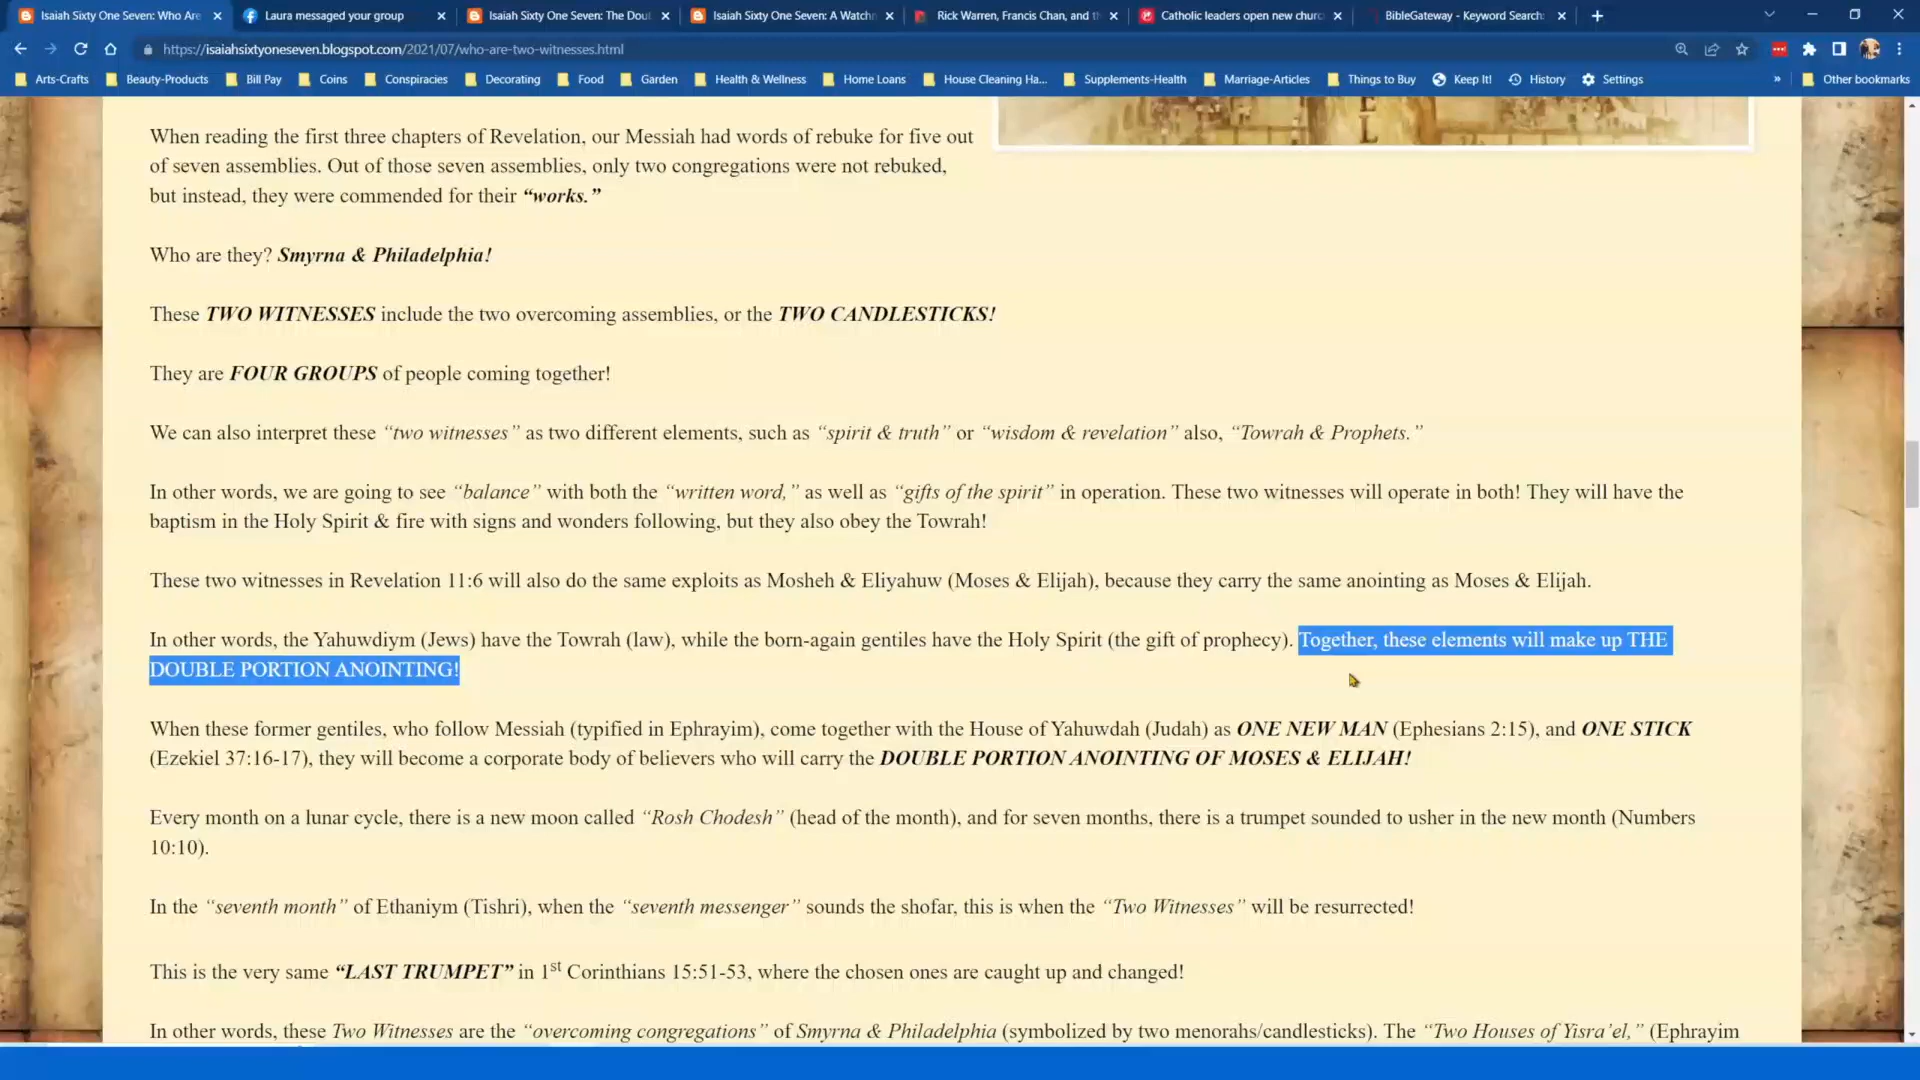 Isaiah Sixty One Seven: Who Are
Laura messaged your group
Isaiah Sixty One Seven: The Dou
Isaiah Sixty One Seven: A Watchm
Rick Warren, Francis Chan, and th
Catholic leaders open new churc
BibleGateway - Keyword Search:
https://isaiahsixtyoneseven.blogspot.com/2021/07/who-are-two-witnesses.html
Arts-Crafts Beauty-Products Bill Pay Coins Conspiracies Decorating Food Garden Health & Wellness Home Loans House Cleaning Ha... Supplements-Health Marriage-Articles Things to Buy Keep It! History Settings » Other bookmarks
E
L
When reading the first three chapters of Revelation, our Messiah had words of rebuke for five out
of seven assemblies. Out of those seven assemblies, only two congregations were not rebuked,
but instead, they were commended for their “works.”
Who are they? Smyrna & Philadelphia!
These TWO WITNESSES include the two overcoming assemblies, or the TWO CANDLESTICKS!
They are FOUR GROUPS of people coming together!
We can also interpret these “two witnesses” as two different elements, such as “spirit & truth” or “wisdom & revelation” also, “Towrah & Prophets.”
In other words, we are going to see “balance” with both the “written word,” as well as “gifts of the spirit” in operation. These two witnesses will operate in both! They will have the
baptism in the Holy Spirit & fire with signs and wonders following, but they also obey the Towrah!
These two witnesses in Revelation 11:6 will also do the same exploits as Mosheh & Eliyahuw (Moses & Elijah), because they carry the same anointing as Moses & Elijah.
In other words, the Yahuwdiym (Jews) have the Towrah (law), while the born-again gentiles have the Holy Spirit (the gift of prophecy). Together, these elements will make up THE
DOUBLE PORTION ANOINTING!
When these former gentiles, who follow Messiah (typified in Ephrayim), come together with the House of Yahuwdah (Judah) as ONE NEW MAN (Ephesians 2:15), and ONE STICK
(Ezekiel 37:16-17), they will become a corporate body of believers who will carry the DOUBLE PORTION ANOINTING OF MOSES & ELIJAH!
Every month on a lunar cycle, there is a new moon called “Rosh Chodesh” (head of the month), and for seven months, there is a trumpet sounded to usher in the new month (Numbers
10:10).
In the “seventh month” of Ethaniym (Tishri), when the “seventh messenger” sounds the shofar, this is when the “Two Witnesses” will be resurrected!
This is the very same “LAST TRUMPET” in 1st Corinthians 15:51-53, where the chosen ones are caught up and changed!
In other words, these Two Witnesses are the “overcoming congregations” of Smyrna & Philadelphia (symbolized by two menorahs/candlesticks). The “Two Houses of Yisra’el,” (Ephrayim